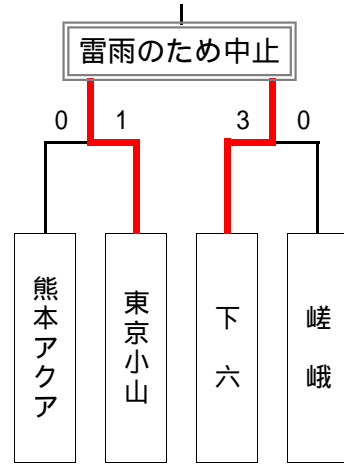 雷雨のため中止
0 1 3 0
熊本アクア
東京小山
下六
嵯峨